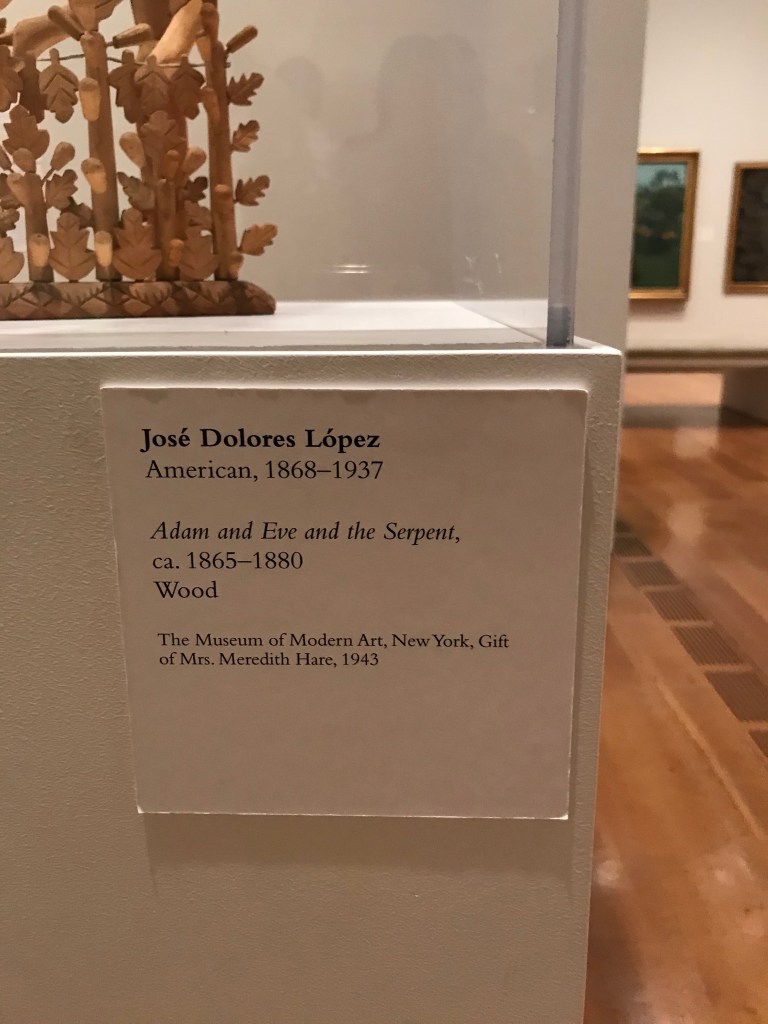 José Dolores López
American, 1868–1937
Adam and Eve and the Serpent,
ca. 1865–1880
Wood
The Museum of Modern Art, New York, Gift
of Mrs. Meredith Hare, 1943